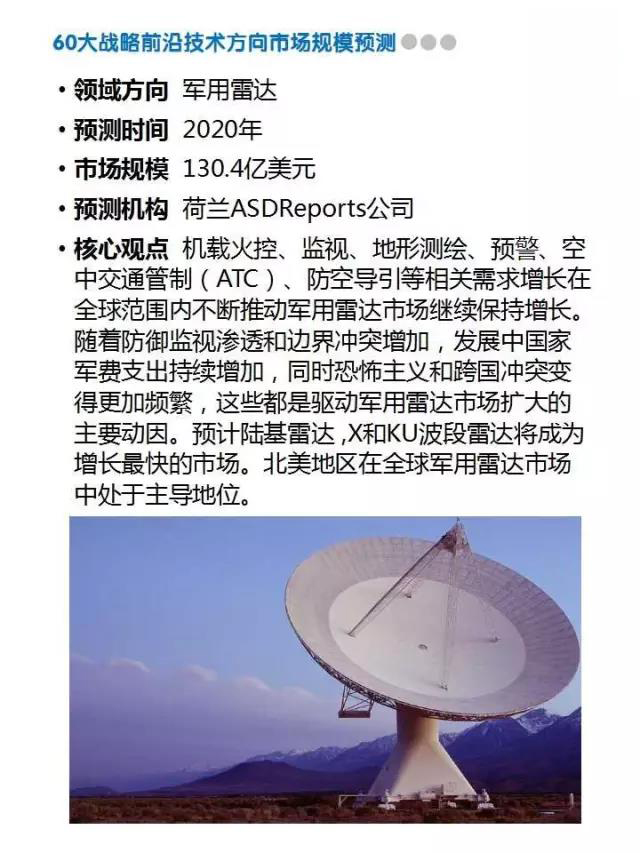 60大战略前沿技术方向市场规模预测
• 领域方向 军用雷达
• 预测时间 2020年
• 市场规模 130.4亿美元
• 预测机构 荷兰ASDReports公司
• 核心观点 机载火控、监视、地形测绘、预警、空
中交通管制（ATC）、防空导引等相关需求增长在
全球范围内不断推动军用雷达市场继续保持增长。
随着防御监视渗透和边界冲突增加，发展中国家
军费支出持续增加，同时恐怖主义和跨国冲突变
得更加频繁，这些都是驱动军用雷达市场扩大的
主要动因。预计陆基雷达,X和KU波段雷达将成为
增长最快的市场。北美地区在全球军用雷达市场
中处于主导地位。